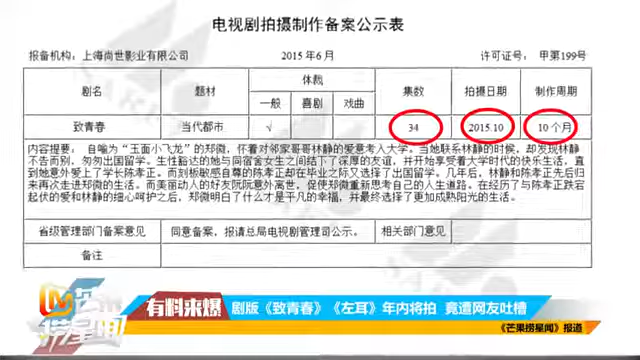 电视剧拍摄制作备案公示表
报备机构：上海尚世影业有限公司 2015年6月 许可证号： 甲第199号
剧名 题材 体裁 集数 拍摄日期 制作周期
一般 喜剧 戏曲
致青春 当代都市 √ 34 2015.10 10个月
内容提要：自喻为“玉面小飞龙”的郑微，怀着对邻家哥哥林静的爱意考入大学。当她联系林静的时候，却发现林静
不告而别，匆匆出国留学。生性豁达的她与同宿舍女生之间结下了深厚的友谊，并开始享受着大学时代的快乐生活，直
到她意外爱上了学长陈孝正。而刻板敏感自尊的陈孝正却在毕业之际又选择了出国留学。几年后，林静和陈孝正先后归
来再次走进郑微的生活。而美丽动人的好友阮阮意外离世，促使郑微重新思考自己的人生道路。在经历了与陈孝正跌宕
起伏的爱和林静的细心呵护之后，郑微明白了什么才是平凡的幸福，并最终选择了更加成熟阳光的生活。
省级管理部门备案意见 同意备案，报请总局电视剧管理司公示。 相关部门意见
备注
芒果
捞星闻
有料来爆 剧版《致青春》《左耳》年内将拍 竟遭网友吐槽
《芒果捞星闻》报道